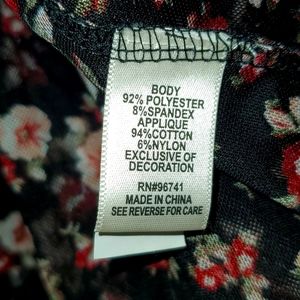 BODY
92% POLYESTER
8%SPANDEX
APPLIQUE
94%COTTON
6%NYLON
EXCLUSIVE OF
DECORATION
RN#96741
MADE IN CHINA
SEE REVERSE FOR CARE